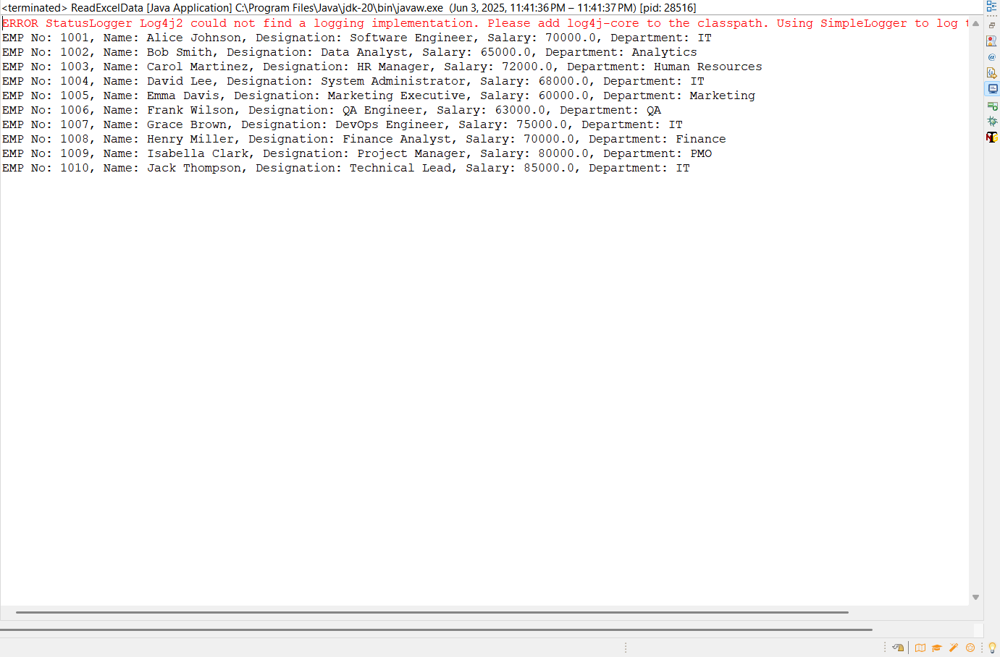 <terminated> ReadExcelData [Java Application] C:\Program Files\Java\jdk-20\bin\javaw.exe (Jun 3, 2025, 11:41:36 PM – 11:41:37 PM) [pid: 28516]
ERROR StatusLogger Log4j2 could not find a logging implementation. Please add log4j-core to the classpath. Using SimpleLogger to log
EMP No: 1001, Name: Alice Johnson, Designation: Software Engineer, Salary: 70000.0, Department: IT
EMP No: 1002, Name: Bob Smith, Designation: Data Analyst, Salary: 65000.0, Department: Analytics
EMP No: 1003, Name: Carol Martinez, Designation: HR Manager, Salary: 72000.0, Department: Human Resources
EMP No: 1004, Name: David Lee, Designation: System Administrator, Salary: 68000.0, Department: IT
EMP No: 1005, Name: Emma Davis, Designation: Marketing Executive, Salary: 60000.0, Department: Marketing
EMP No: 1006, Name: Frank Wilson, Designation: QA Engineer, Salary: 63000.0, Department: QA
EMP No: 1007, Name: Grace Brown, Designation: DevOps Engineer, Salary: 75000.0, Department: IT
EMP No: 1008, Name: Henry Miller, Designation: Finance Analyst, Salary: 70000.0, Department: Finance
EMP No: 1009, Name: Isabella Clark, Designation: Project Manager, Salary: 80000.0, Department: PMO
EMP No: 1010, Name: Jack Thompson, Designation: Technical Lead, Salary: 85000.0, Department: IT